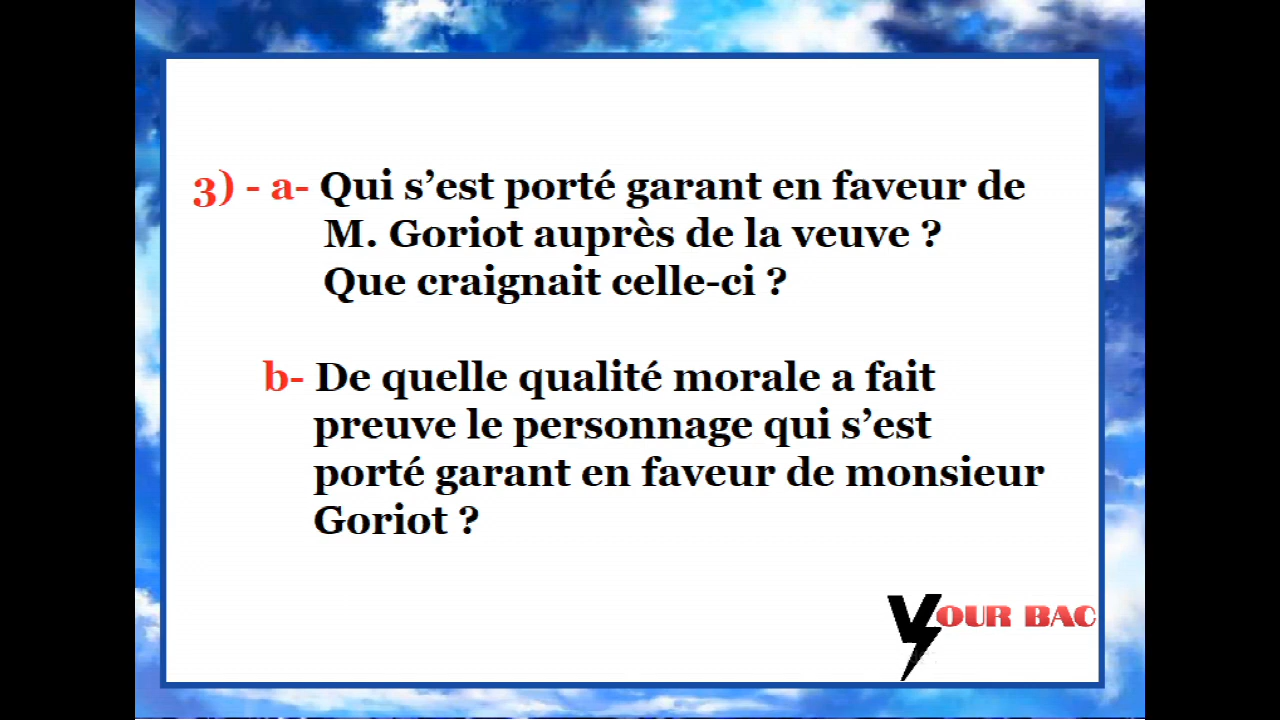 3) - a- Qui s’est porté garant en faveur de
M. Goriot auprès de la veuve ?
Que craignait celle-ci ?
b- De quelle qualité morale a fait
preuve le personnage qui s’est
porté garant en faveur de monsieur
Goriot ?
YOUR BAC